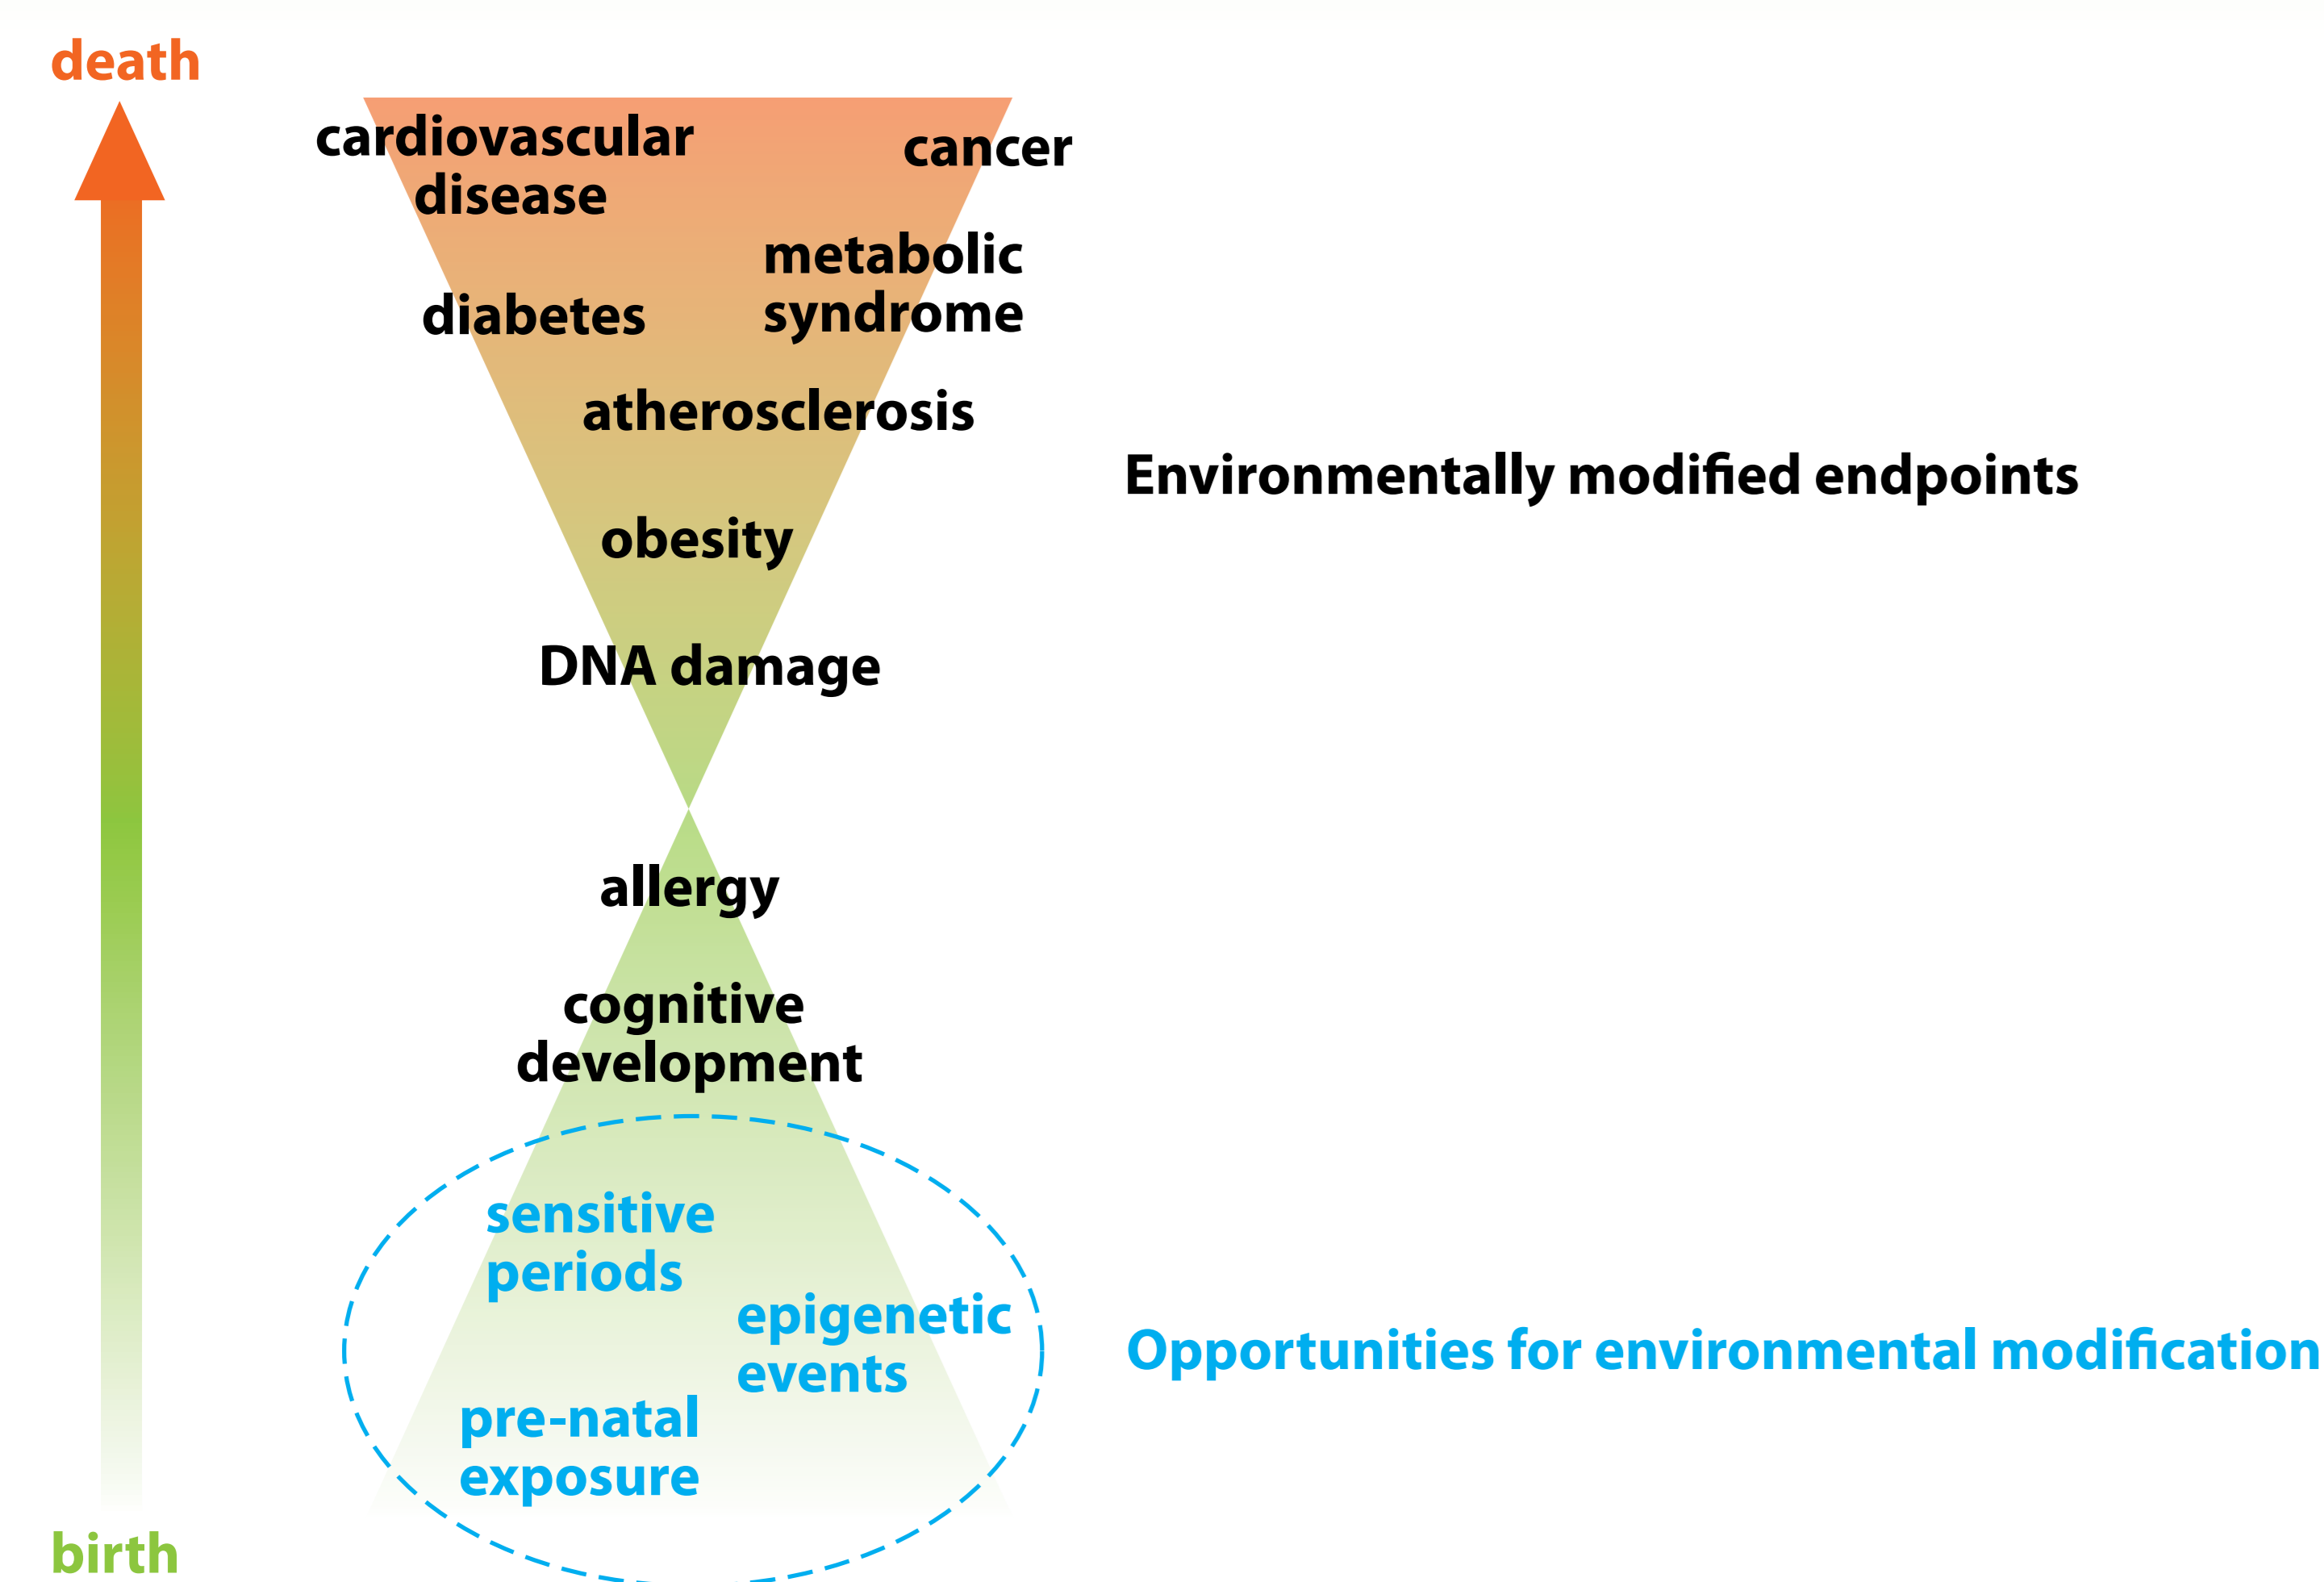 death
cardiovascular
disease
cancer
metabolic
syndrome
diabetes
atherosclerosis
Environmentally modified endpoints
obesity
DNA damage
allergy
cognitive
development
sensitive
periods
epigenetic
events
Opportunities for environmental modification
pre-natal
exposure
birth